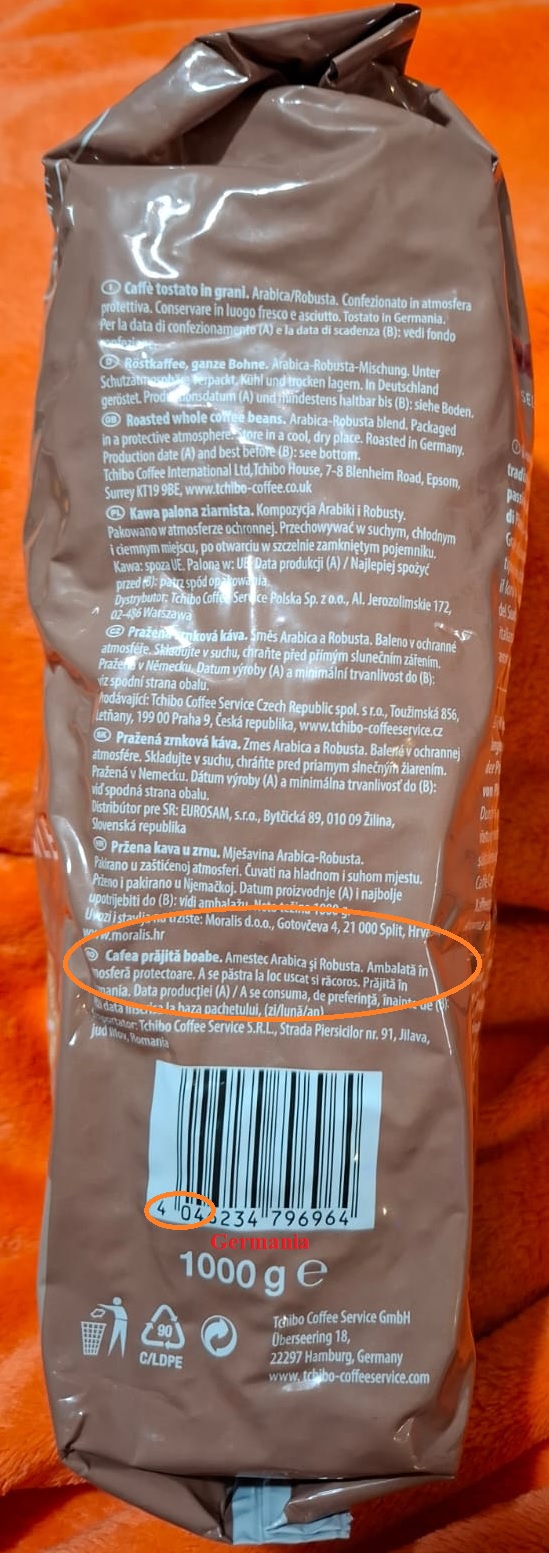 Caffè tostato in grani. Arabica/Robusta. Confezionato in atmosfera
protettiva. Conservare in luogo fresco e asciutto. Tostato in Germania.
Per la data di confezionamento (A) e la data di scadenza (B): vedi fondo
D Röstkaffee, ganze Bohne. Arabica-Robusta-Mischung. Unter
Schutzatmosphäre verpackt. Kühl und trocken lagern. In Deutschland
geröstet. Produktionsdatum (A) und mindestens haltbar bis (B): siehe Boden.
GB Roasted whole coffee beans. Arabica-Robusta blend. Packaged
in a protective atmosphere. Store in a cool, dry place. Roasted in Germany.
Production date (A) and best before (B): see bottom.
Tchibo Coffee International Ltd, Tchibo House, 7-8 Blenheim Road, Epsom,
Surrey KT19 9BE, www.tchibo-coffee.co.uk
PL Kawa palona ziarnista. Kompozycja Arabiki i Robusty.
Pakowano w atmosferze ochronnej. Przechowywać w suchym, chłodnym
i ciemnym miejscu, po otwarciu w szczelnie zamkniętym pojemniku.
Kawa: spoza UE. Palona w: UE. Data produkcji (A) / Najlepiej spożyć
przed (B): patrz spód opakowania.
Dystrybutor: Tchibo Coffee Service Polska Sp. z o.o., Al. Jerozolimskie 172,
02-486 Warszawa
CZ Pražená zrnková káva. Směs Arabica a Robusta. Baleno v ochranné
atmosféře. Skladujte v suchu, chraňte před přímým slunečním zářením.
Praženo v Německu. Datum výroby (A) a minimální trvanlivost do (B):
viz spodní strana obalu.
Prodávající: Tchibo Coffee Service Czech Republic spol. s r.o., Toužimská 856,
Letňany, 199 00 Praha 9, Česká republika, www.tchibo-coffeeservice.cz
SK Pražená zrnková káva. Zmes Arabica a Robusta. Balené v ochrannej
atmosfére. Skladujte v suchu, chráňte pred priamym slnečným žiarením.
Pražená v Nemecku. Dátum výroby (A) a minimálna trvanlivosť do (B):
viď spodná strana obalu.
Distribútor pre SR: EUROSAM, s.r.o., Bytčická 89, 010 09 Žilina,
Slovenská republika
Pržena kava u zrnu. Mješavina Arabica-Robusta.
Pakirano u zaštićenoj atmosferi. Čuvati na hladnom i suhom mjestu.
Prženo i pakirano u Njemačkoj. Datum proizvodnje (A) i najbolje
upotrijebiti do (B): vidi ambalažu. Neto težina 1000 g.
Uvozi i stavlja na tržište: Moralis d.o.o., Gotovčeva 4, 21 000 Split, Hrv
www.moralis.hr
Cafea prăjită boabe. Amestec Arabica şi Robusta. Ambalată în
atmosferă protectoare. A se păstra la loc uscat si răcoros. Prăjită în
Germania. Data producţiei (A) / A se consuma, de preferinţă, înainte de (B):
data înscrisă la baza pachetului, (zi/lună/an)
Importator: Tchibo Coffee Service S.R.L., Strada Piersicilor nr. 91, Jilava,
jud Ilfov, Romania
4 046234 796964
Germania
1000 g e
90
C/LDPE
Tchibo Coffee Service GmbH
Überseering 18,
22297 Hamburg, Germany
www.tchibo-coffeeservice.com